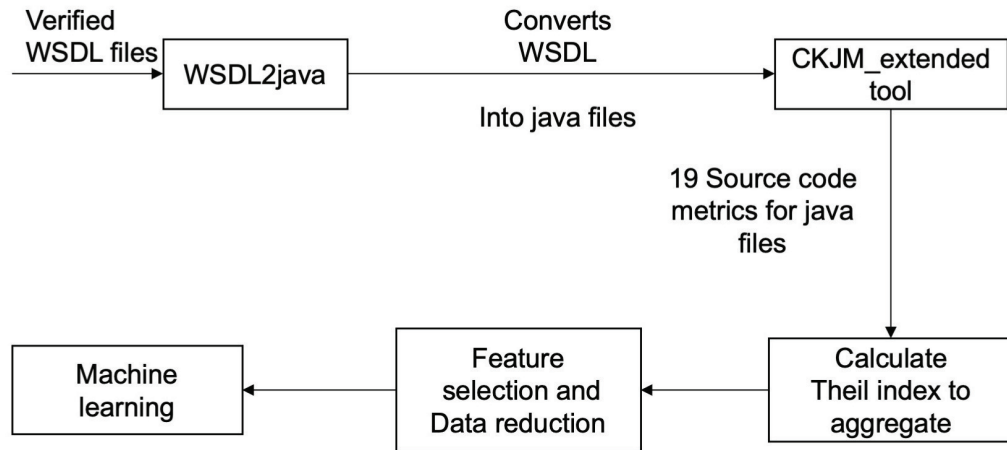 Verified
WSDL files
WSDL2java
Converts
WSDL
Into java files
CKJM_extended
tool
19 Source code
metrics for java
files
Calculate
Theil index to
aggregate
Feature
selection and
Data reduction
Machine
learning